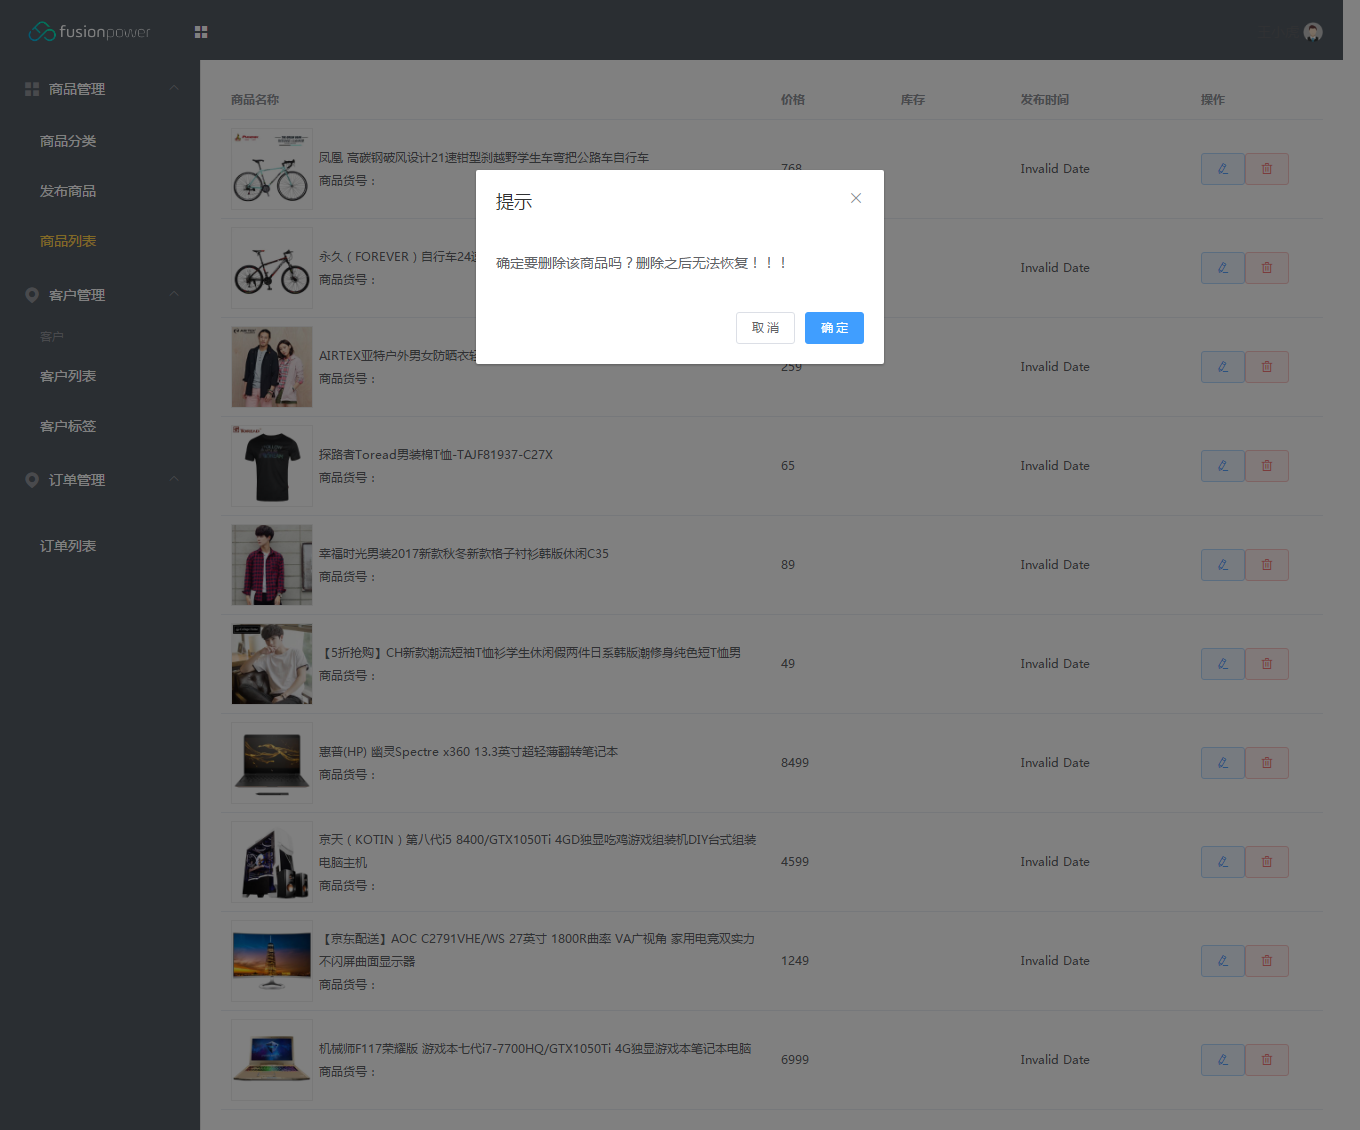 fusionpower
商品管理
商品分类
发布商品
商品列表
客户管理
客户
客户列表
客户标签
订单管理
订单列表
商品名称 价格 库存 发布时间 操作
凤凰 高碳钢破风设计21速钳型刹越野学生车弯把公路车自行车
商品货号：
768 Invalid Date
提示
确定要删除该商品吗？删除之后无法恢复！！！
取消 确定
永久（FOREVER）自行车24速
商品货号：
Invalid Date
AIRTEX亚特户外男女防晒衣轻
商品货号：
259 Invalid Date
探路者Toread男装棉T恤-TAJF81937-C27X
商品货号：
65 Invalid Date
幸福时光男装2017新款秋冬新款格子衬衫韩版休闲C35
商品货号：
89 Invalid Date
【5折抢购】CH新款潮流短袖T恤衫学生休闲假两件日系韩版潮修身纯色短T恤男
商品货号：
49 Invalid Date
惠普(HP) 幽灵Spectre x360 13.3英寸超轻薄翻转笔记本
商品货号：
8499 Invalid Date
京天（KOTIN）第八代i5 8400/GTX1050Ti 4GD独显吃鸡游戏组装机DIY台式组装
电脑主机
商品货号：
4599 Invalid Date
【京东配送】AOC C2791VHE/WS 27英寸 1800R曲率 VA广视角 家用电竞双实力
不闪屏曲面显示器
商品货号：
1249 Invalid Date
机械师F117荣耀版 游戏本七代i7-7700HQ/GTX1050Ti 4G独显游戏本笔记本电脑
商品货号：
6999 Invalid Date